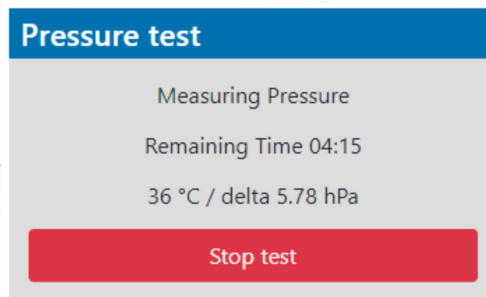 Pressure test
Measuring Pressure
Remaining Time 04:15
36 °C / delta 5.78 hPa
Stop test